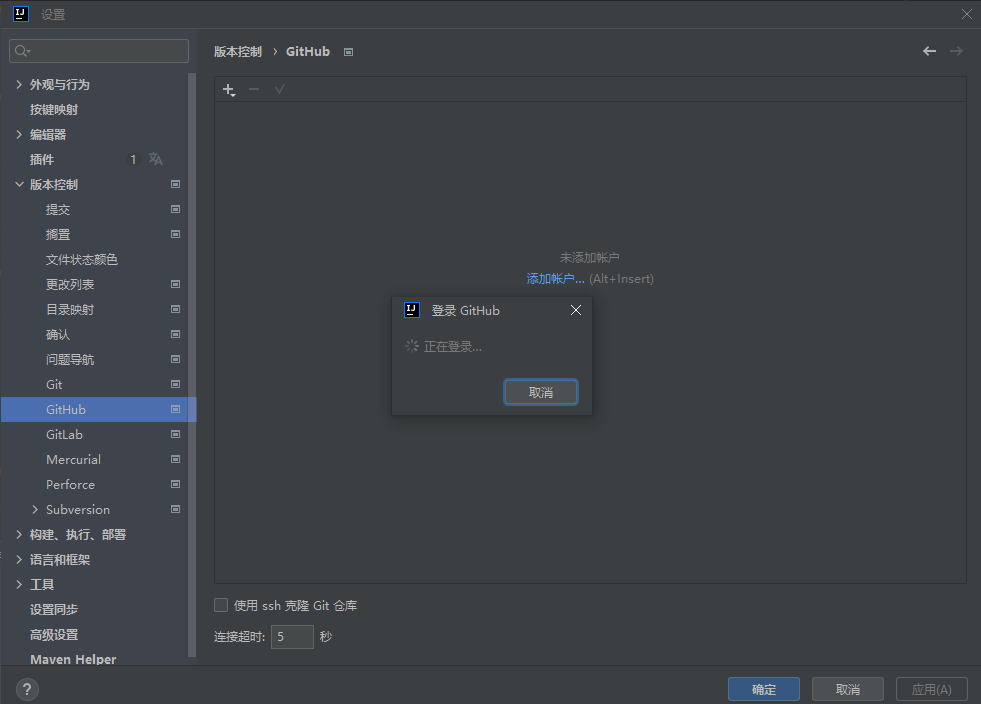 设置
版本控制 › GitHub
外观与行为
按键映射
编辑器
插件 1
版本控制
提交
搁置
文件状态颜色
更改列表
目录映射
确认
问题导航
Git
GitHub
GitLab
Mercurial
Perforce
Subversion
构建、执行、部署
语言和框架
工具
设置同步
高级设置
Maven Helper
未添加帐户
添加帐户... (Alt+Insert)
IJ 登录 GitHub
正在登录...
取消
使用 ssh 克隆 Git 仓库
连接超时: 5 秒
?
确定 取消 应用(A)